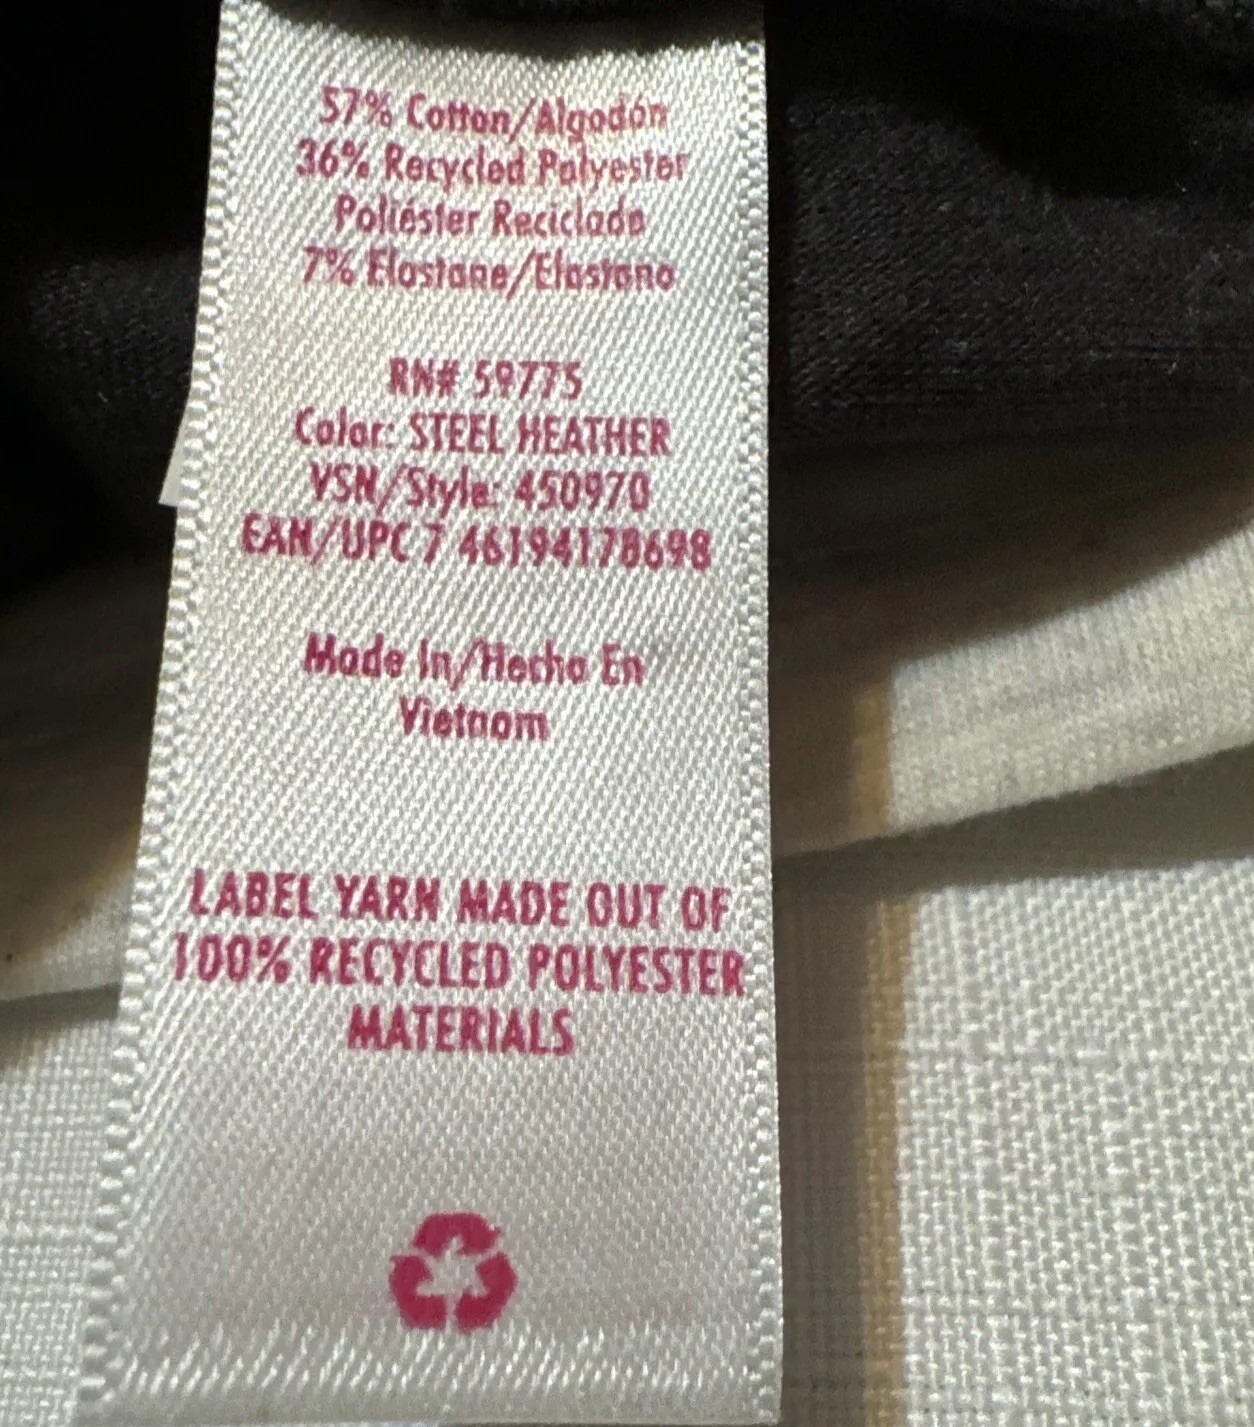 57% Cotton/Algodón
36% Recycled Polyester
Poliéster Reciclado
7% Elastane/Elastano
RN# 59775
Color: STEEL HEATHER
VSN/Style: 450970
EAN/UPC 7 46194178698
Made In/Hecho En
Vietnam
LABEL YARN MADE OUT OF
100% RECYCLED POLYESTER
MATERIALS